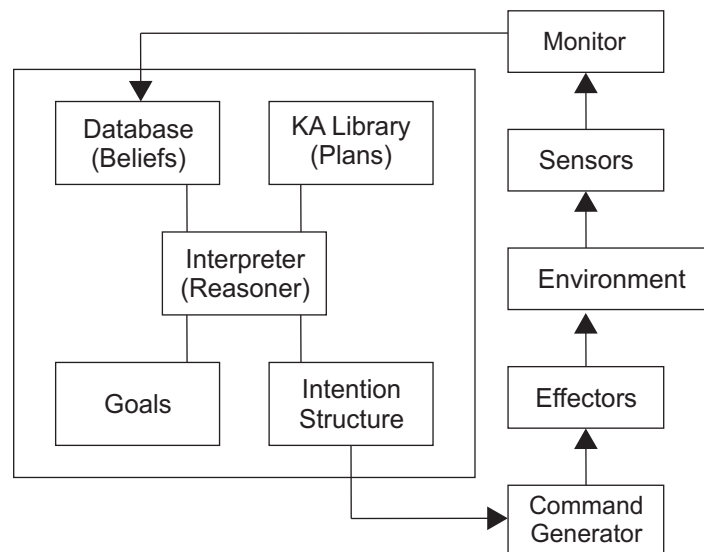 Monitor
Database
(Beliefs)
KA Library
(Plans)
Sensors
Interpreter
(Reasoner)
Environment
Goals
Intention
Structure
Effectors
Command
Generator